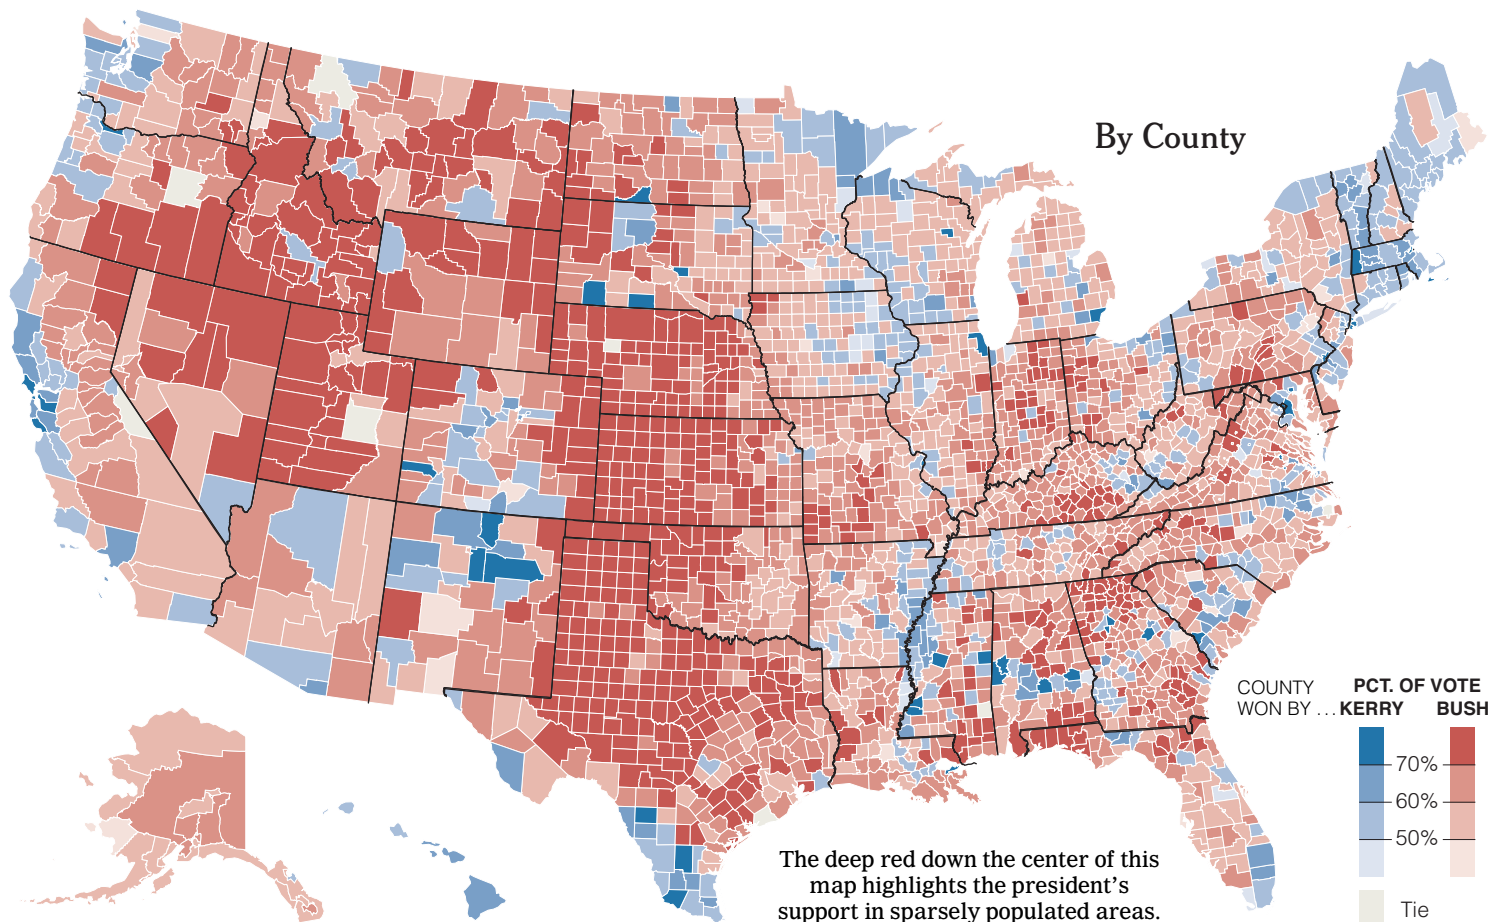 By County
COUNTY
WON BY ...
PCT. OF VOTE
KERRY BUSH
70%
60%
50%
Tie
The deep red down the center of this
map highlights the president’s
support in sparsely populated areas.